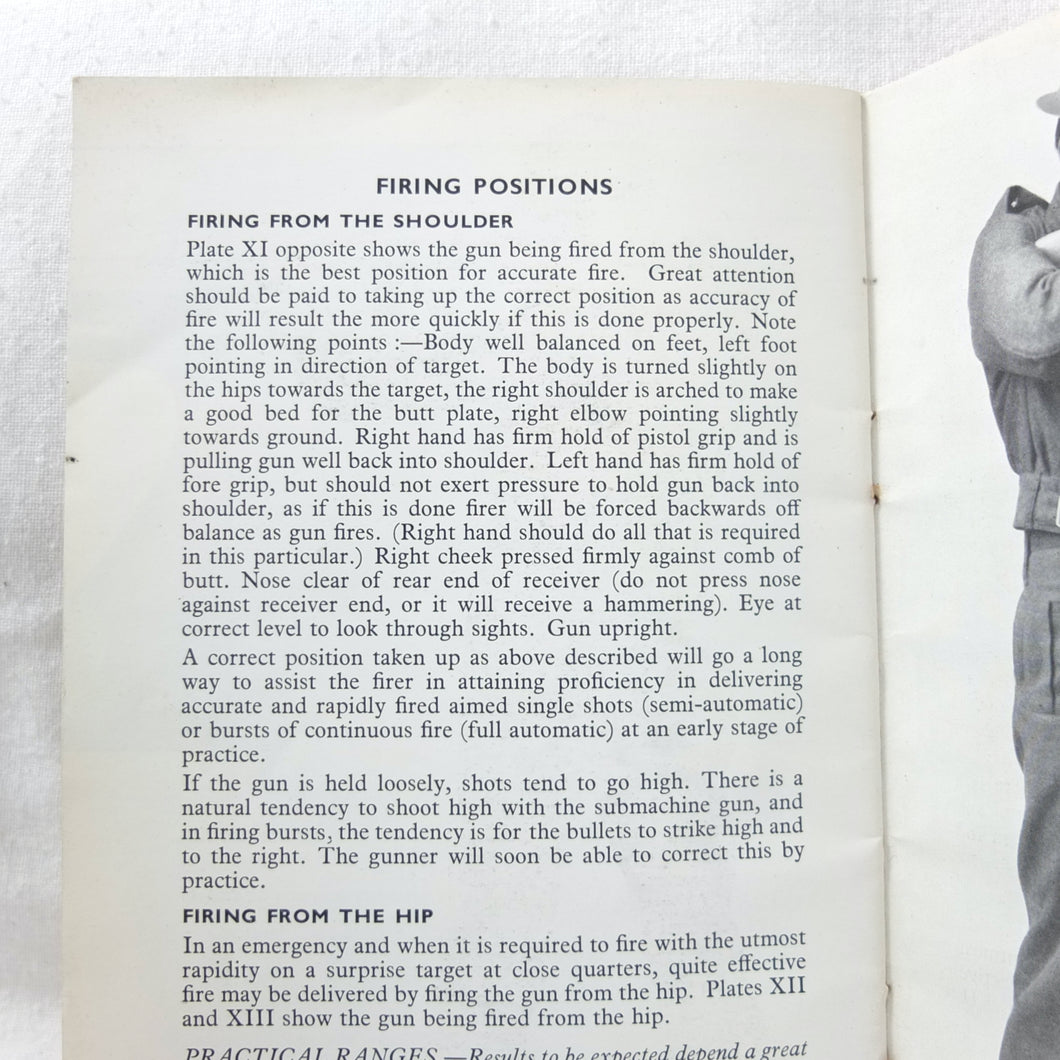 FIRING POSITIONS
FIRING FROM THE SHOULDER
Plate XI opposite shows the gun being fired from the shoulder,
which is the best position for accurate fire. Great attention
should be paid to taking up the correct position as accuracy of
fire will result the more quickly if this is done properly. Note
the following points :—Body well balanced on feet, left foot
pointing in direction of target. The body is turned slightly on
the hips towards the target, the right shoulder is arched to make
a good bed for the butt plate, right elbow pointing slightly
towards ground. Right hand has firm hold of pistol grip and is
pulling gun well back into shoulder. Left hand has firm hold of
fore grip, but should not exert pressure to hold gun back into
shoulder, as if this is done firer will be forced backwards off
balance as gun fires. (Right hand should do all that is required
in this particular.) Right cheek pressed firmly against comb of
butt. Nose clear of rear end of receiver (do not press nose
against receiver end, or it will receive a hammering). Eye at
correct level to look through sights. Gun upright.
A correct position taken up as above described will go a long
way to assist the firer in attaining proficiency in delivering
accurate and rapidly fired aimed single shots (semi-automatic)
or bursts of continuous fire (full automatic) at an early stage of
practice.
If the gun is held loosely, shots tend to go high. There is a
natural tendency to shoot high with the submachine gun, and
in firing bursts, the tendency is for the bullets to strike high and
to the right. The gunner will soon be able to correct this by
practice.
FIRING FROM THE HIP
In an emergency and when it is required to fire with the utmost
rapidity on a surprise target at close quarters, quite effective
fire may be delivered by firing the gun from the hip. Plates XII
and XIII show the gun being fired from the hip.
PRACTICAL RANGES.—Results to be expected depend a great